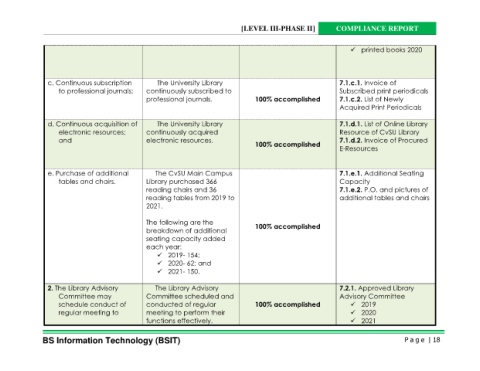 [LEVEL III-PHASE II] COMPLIANCE REPORT
✓ printed books 2020
c. Continuous subscription
to professional journals;
The University Library
continuously subscribed to
professional journals.
100% accomplished
7.1.c.1. Invoice of
Subscribed print periodicals
7.1.c.2. List of Newly
Acquired Print Periodicals
d. Continuous acquisition of
electronic resources;
and
The University Library
continuously acquired
electronic resources.
100% accomplished
7.1.d.1. List of Online Library
Resource of CvSU Library
7.1.d.2. Invoice of Procured
E-Resources
e. Purchase of additional
tables and chairs.
The CvSU Main Campus
Library purchased 366
reading chairs and 36
reading tables from 2019 to
2021.
The following are the
breakdown of additional
seating capacity added
each year:
✓ 2019- 154;
✓ 2020- 62; and
✓ 2021- 150.
100% accomplished
7.1.e.1. Additional Seating
Capacity
7.1.e.2. P.O. and pictures of
additional tables and chairs
2. The Library Advisory
Committee may
schedule conduct of
regular meeting to
The Library Advisory
Committee scheduled and
conducted of regular
meeting to perform their
functions effectively.
100% accomplished
7.2.1. Approved Library
Advisory Committee
✓ 2019
✓ 2020
✓ 2021
BS Information Technology (BSIT)
Page | 18